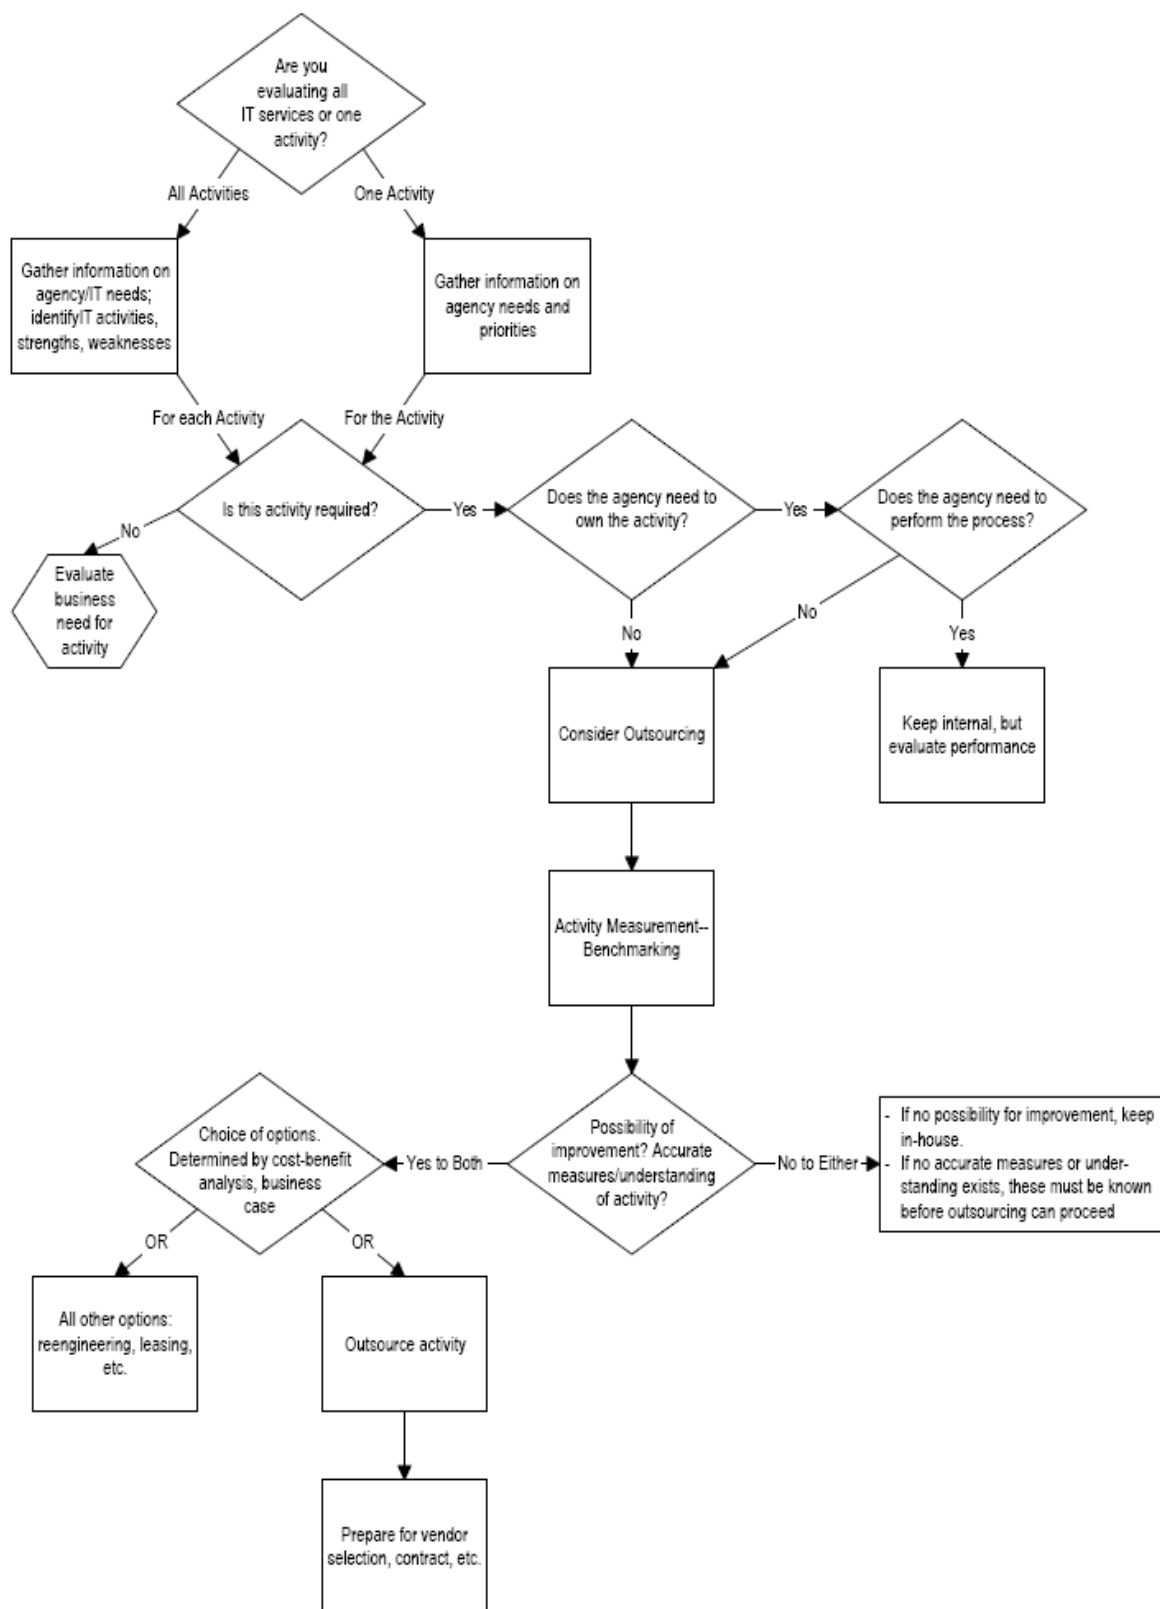 Are you
evaluating all
IT services or one
activity?
All Activities
One Activity
Gather information on
agency/IT needs;
identifyIT activities,
strengths, weaknesses
Gather information on
agency needs and
priorities
For each Activity
For the Activity
Is this activity required?
Yes
Does the agency need to
own the activity?
Yes
Does the agency need to
perform the process?
No
Evaluate
business
need for
activity
No
No
Yes
Consider Outsourcing
Keep internal, but
evaluate performance
Activity Measurement--
Benchmarking
Choice of options.
Determined by cost-benefit
analysis, business
case
Yes to Both
Possibility of
improvement? Accurate
measures/understanding
of activity?
No to Either
- If no possibility for improvement, keep
in-house.
- If no accurate measures or under-
standing exists, these must be known
before outsourcing can proceed
OR
OR
All other options:
reengineering, leasing,
etc.
Outsource activity
Prepare for vendor
selection, contract, etc.